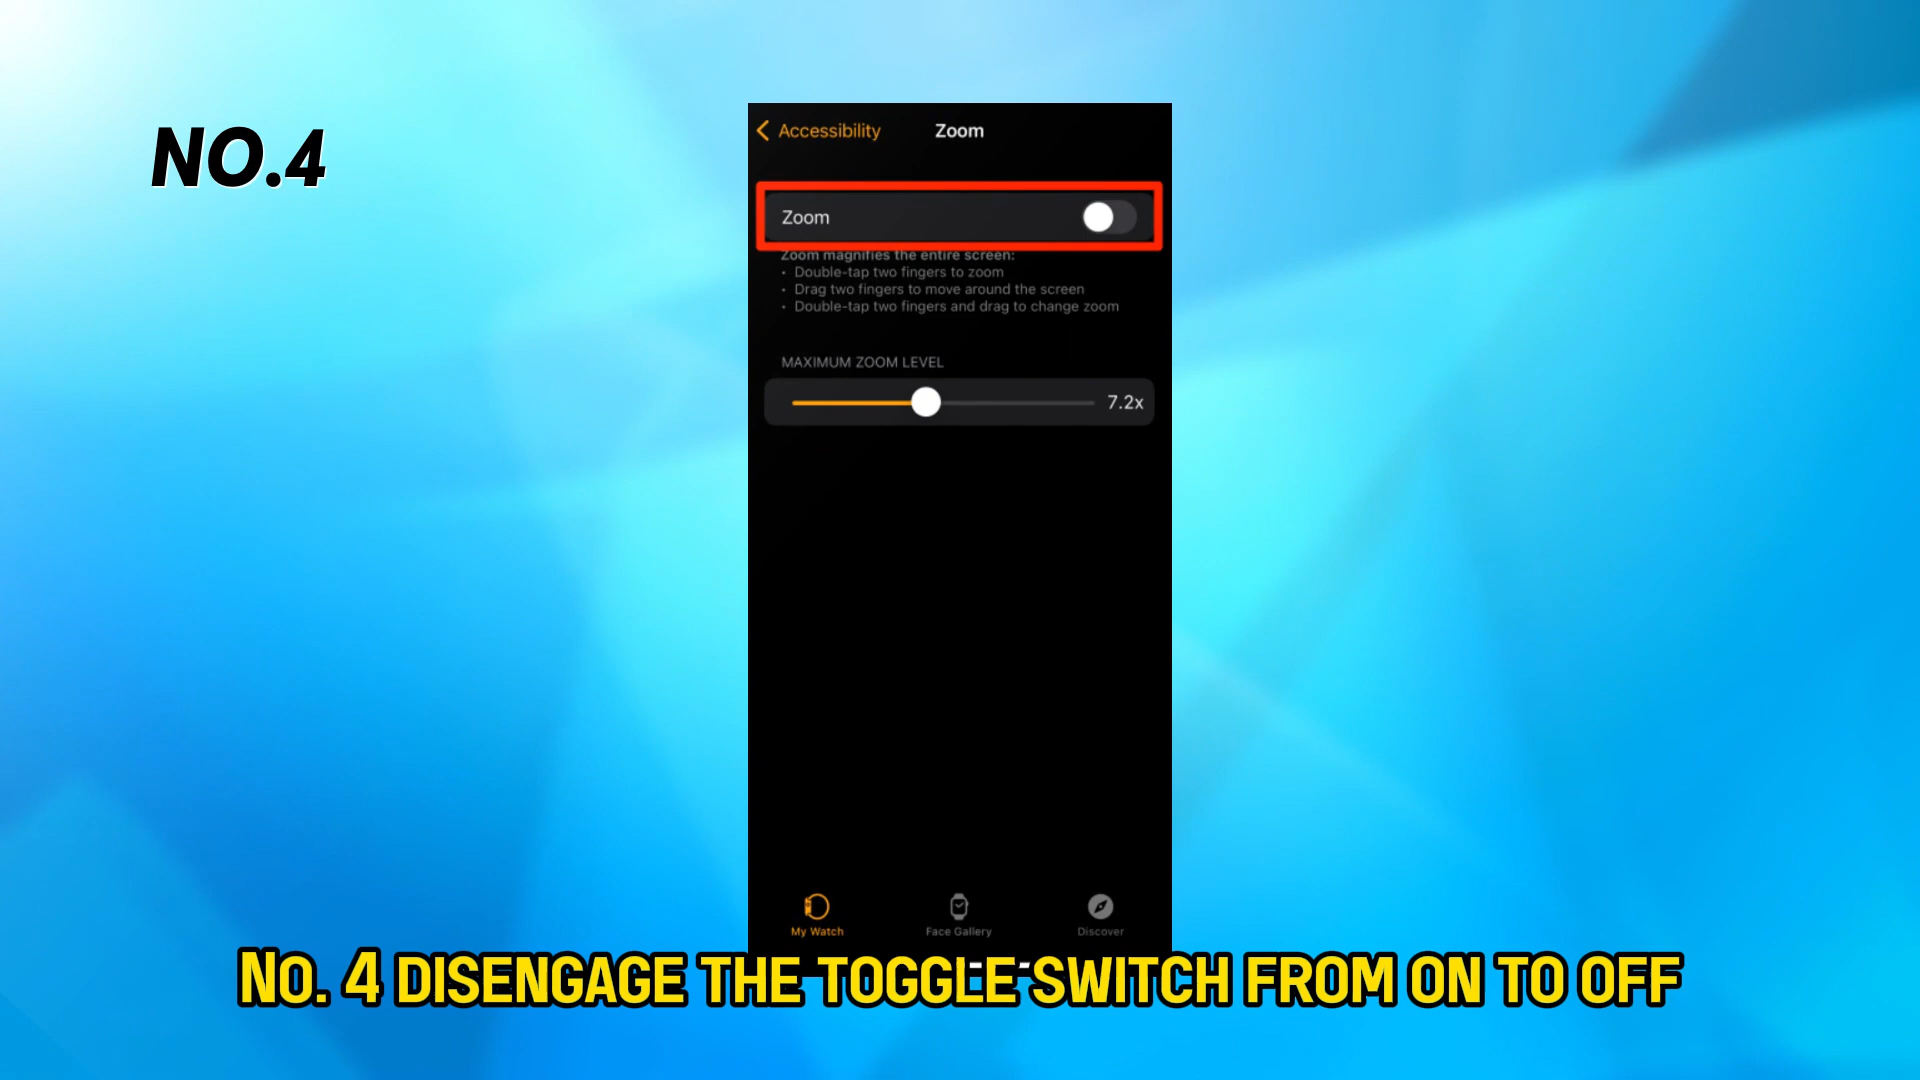 NO.4
Accessibility
Zoom
Zoom
Zoom magnifies the entire screen:
• Double-tap two fingers to zoom
• Drag two fingers to move around the screen
• Double-tap two fingers and drag to change zoom
MAXIMUM ZOOM LEVEL
7.2x
My Watch
Face Gallery
Discover
NO. 4 DISENGAGE THE TOGGLE SWITCH FROM ON TO OFF